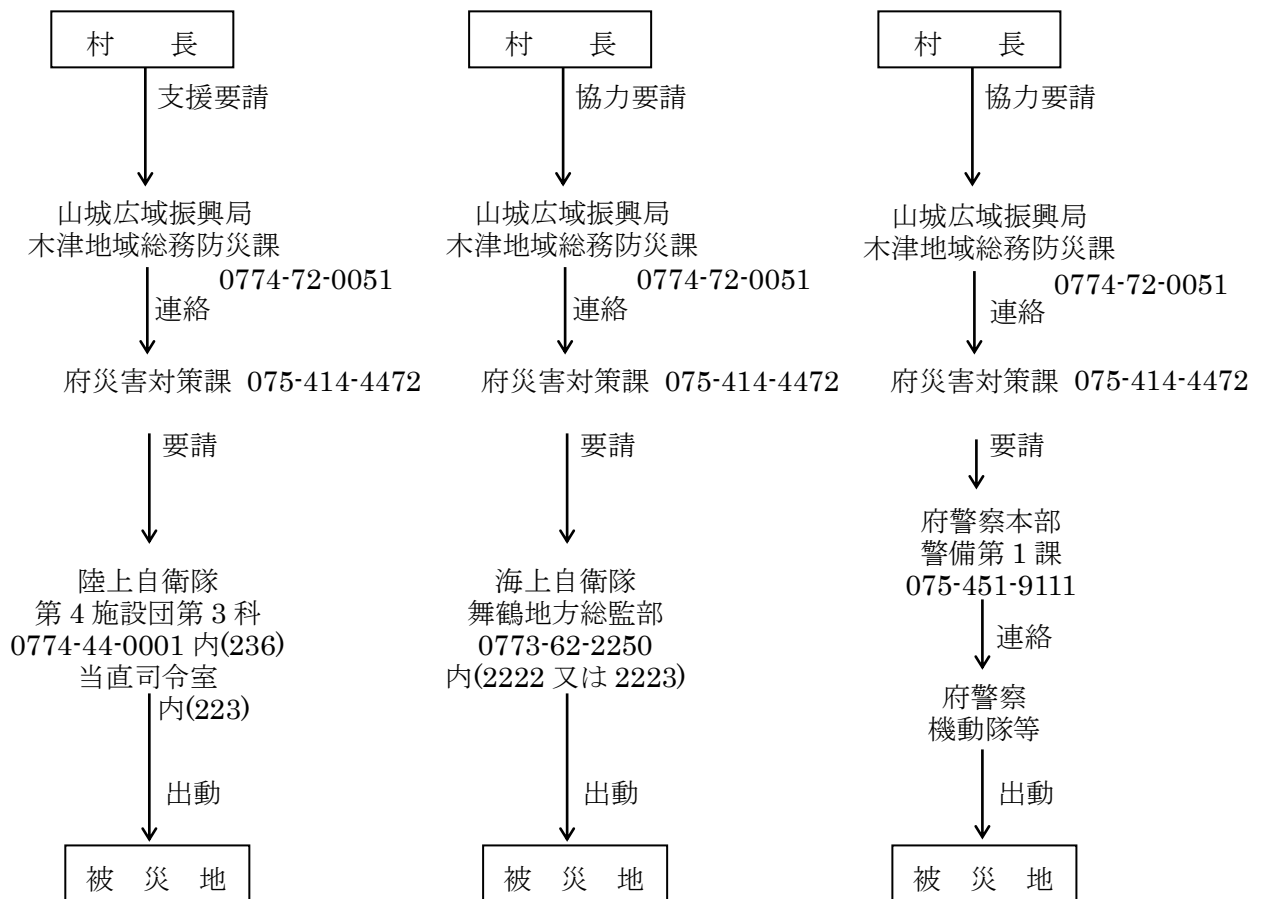 村　長
支援要請
山城広域振興局
木津地域総務防災課
0774-72-0051
連絡
府災害対策課 075-414-4472
要請
陸上自衛隊
第 4 施設団第 3 科
0774-44-0001 内(236)
当直司令室
内(223)
出動
被　災　地
村　長
協力要請
山城広域振興局
木津地域総務防災課
0774-72-0051
連絡
府災害対策課 075-414-4472
要請
海上自衛隊
舞鶴地方総監部
0773-62-2250
内(2222 又は 2223)
出動
被　災　地
村　長
協力要請
山城広域振興局
木津地域総務防災課
0774-72-0051
連絡
府災害対策課 075-414-4472
要請
府警察本部
警備第 1 課
075-451-9111
連絡
府警察
機動隊等
出動
被　災　地